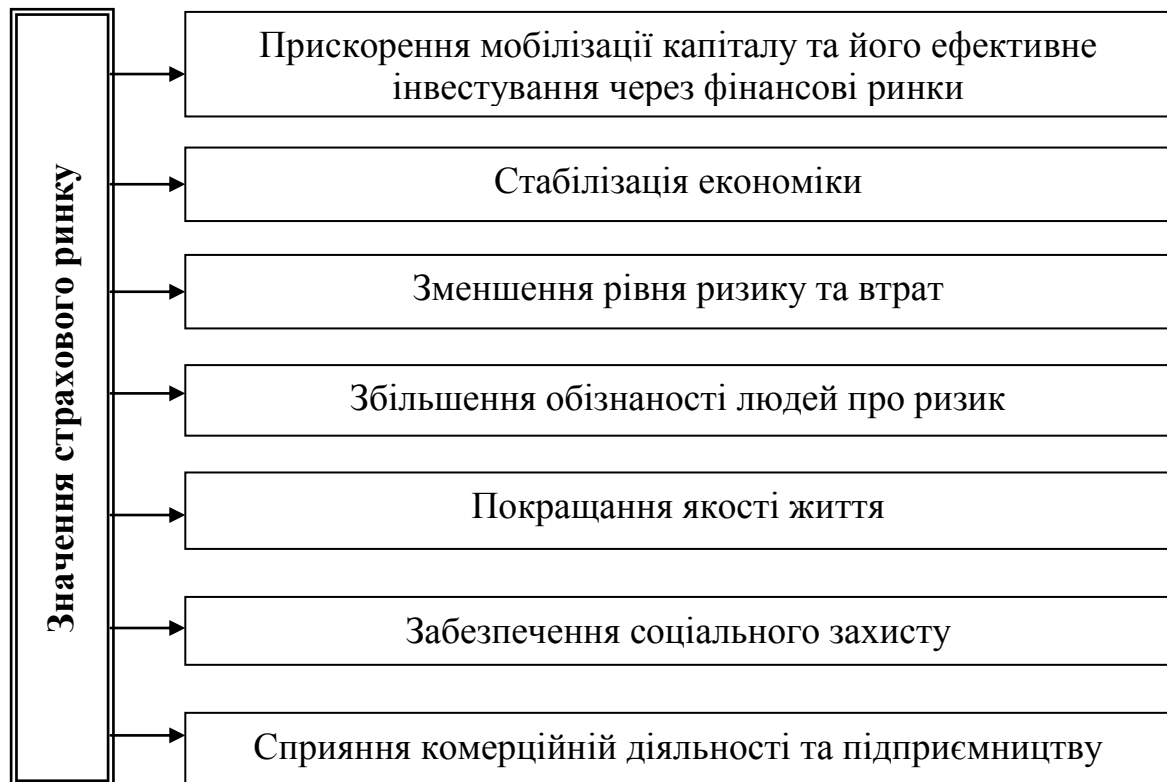 Значення страхового ринку
Прискорення мобілізації капіталу та його ефективне
інвестування через фінансові ринки
Стабілізація економіки
Зменшення рівня ризику та втрат
Збільшення обізнаності людей про ризик
Покращання якості життя
Забезпечення соціального захисту
Сприяння комерційній діяльності та підприємництву